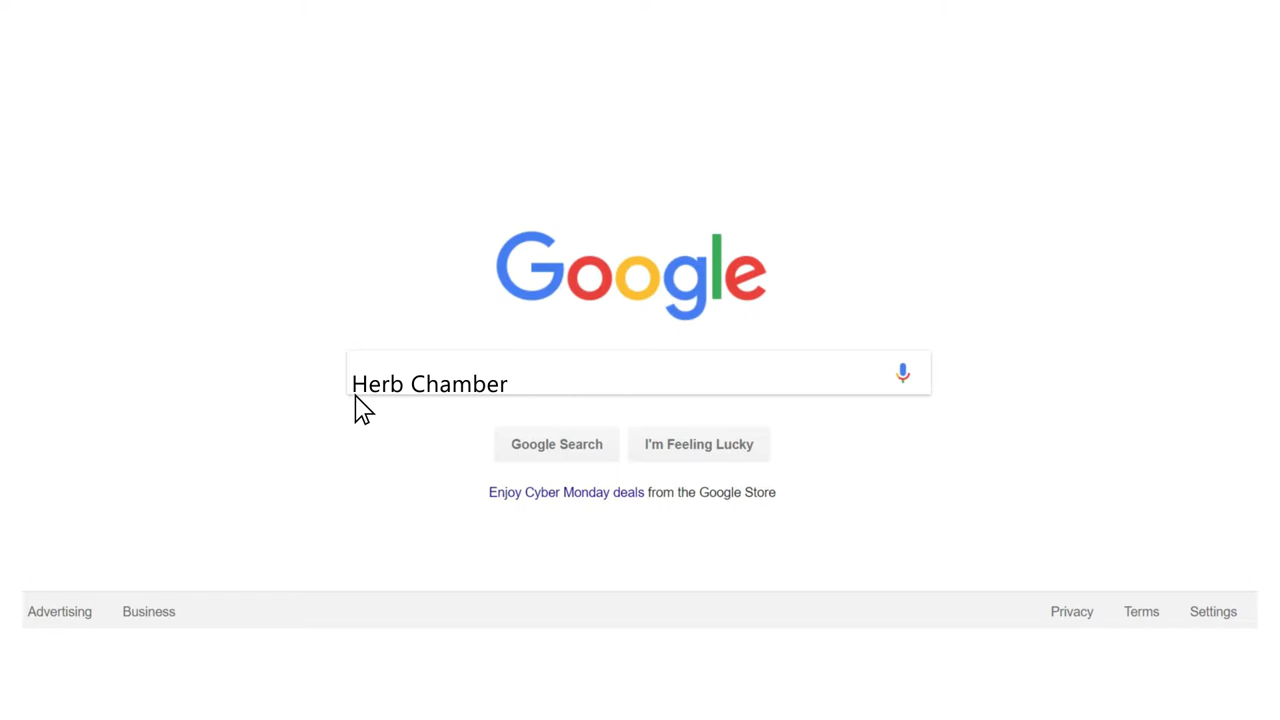 Google
Herb Chamber
Google Search I'm Feeling Lucky
Enjoy Cyber Monday deals from the Google Store
Advertising Business Privacy Terms Settings